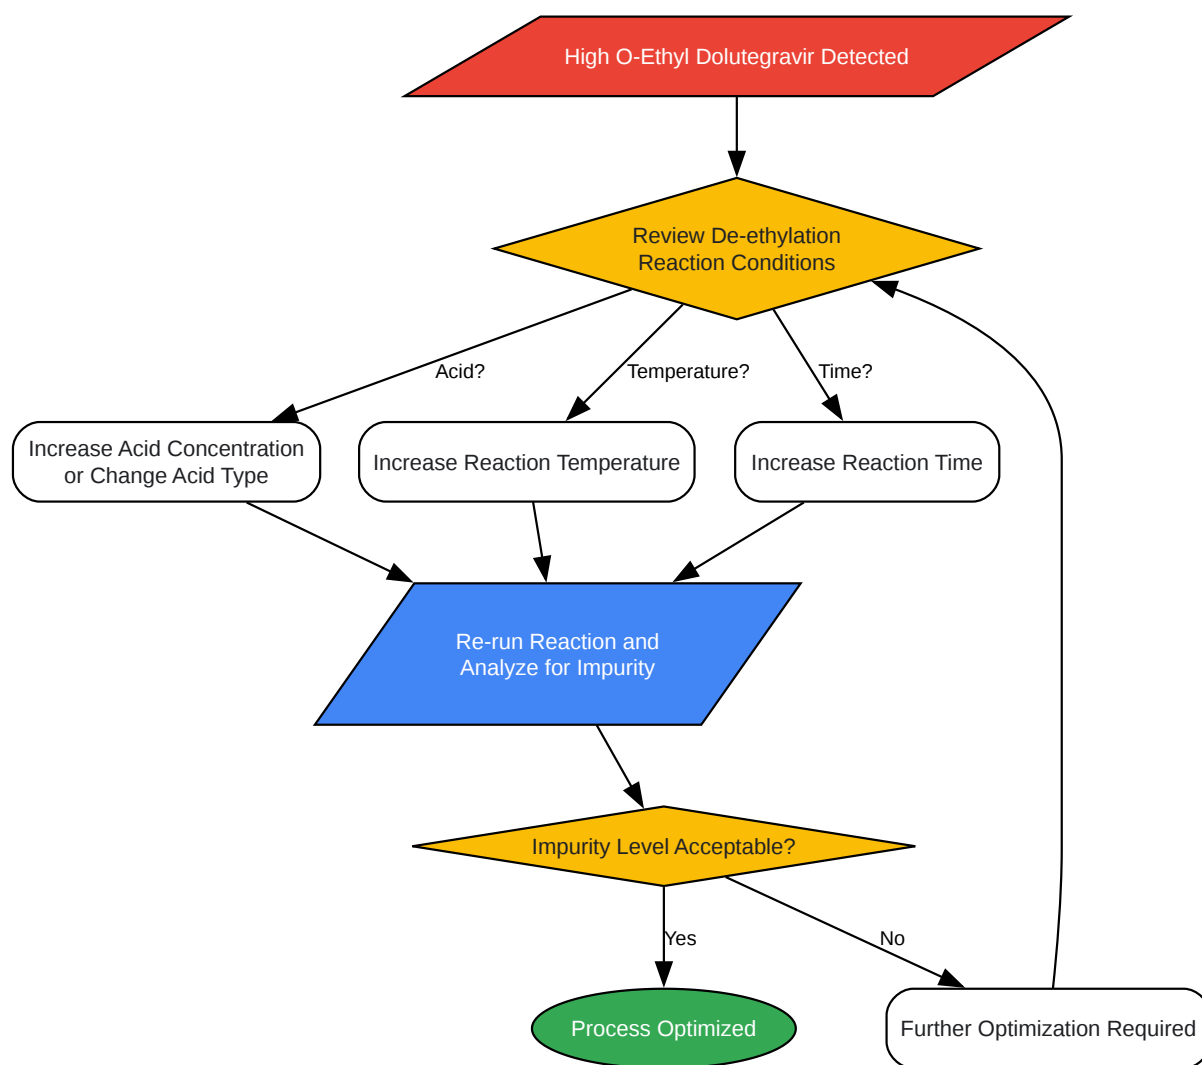 High O-Ethyl Dolutegravir Detected
Review De-ethylation
Reaction Conditions
Acid?
Temperature?
Time?
Increase Acid Concentration
or Change Acid Type
Increase Reaction Temperature
Increase Reaction Time
Re-run Reaction and
Analyze for Impurity
Impurity Level Acceptable?
Yes
No
Process Optimized
Further Optimization Required